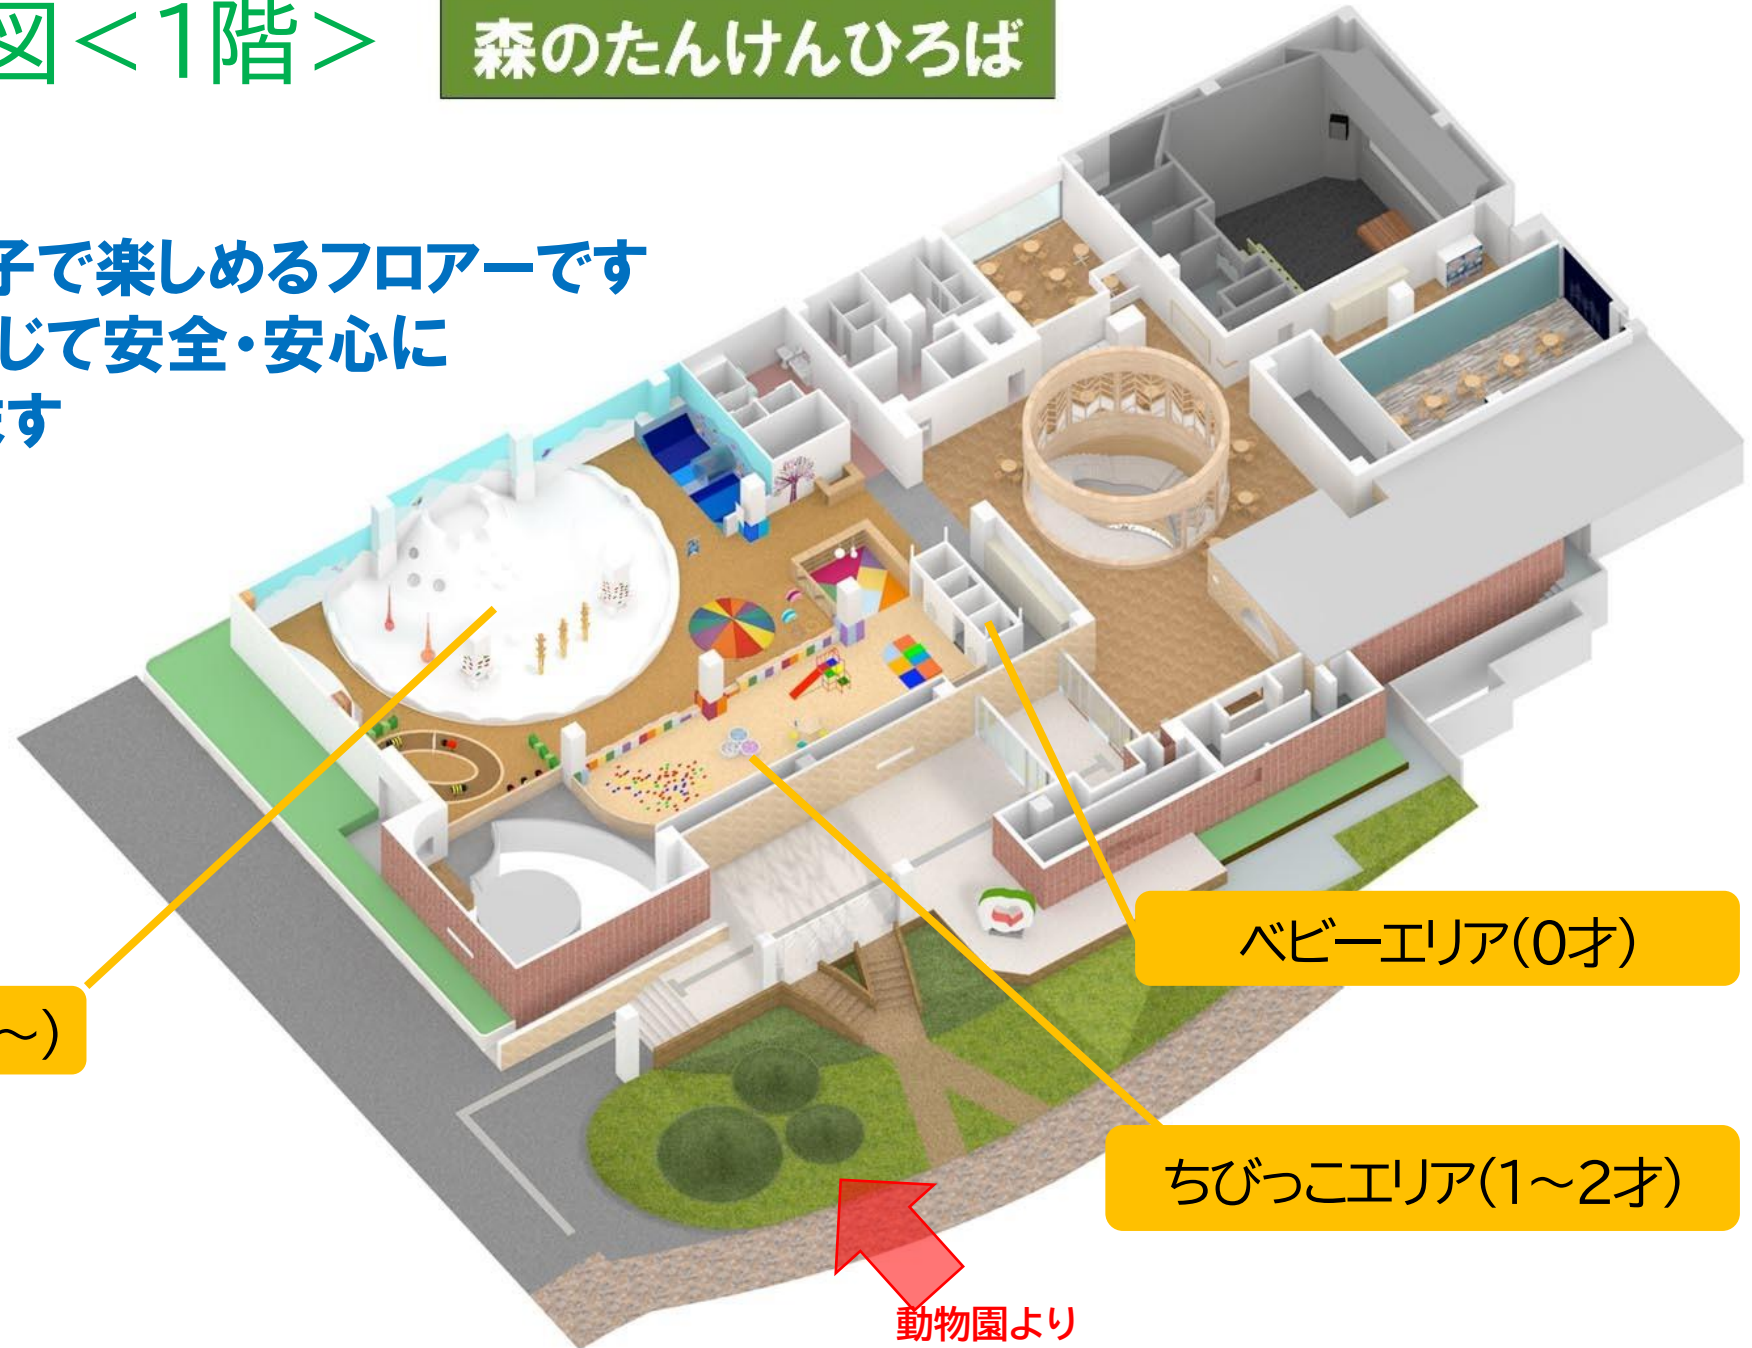 図<1階>
森のたんけんひろば
子で楽しめるフロアーです
じて安全・安心に
ます
ベビーエリア(0才)
~)
ちびっこエリア(1~2才)
動物園より